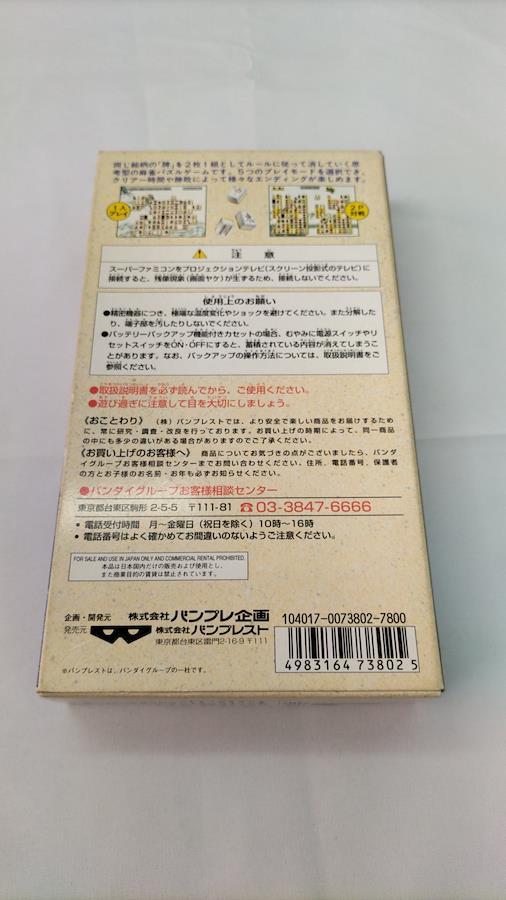 同じ絵柄の「牌」を2枚1組としてルールに従って消していく思
考型の麻雀パズルゲームです。5つのプレイモードを選択でき、
クリアー時間や勝敗によって様々なエンディングが楽しめます。
1人
プレイ
2P
対戦
注意
スーパーファミコンをプロジェクションテレビ(スクリーン投影式のテレビ)に
接続すると、残像現象(画面ヤケ)が生ずるため、接続しないでください。
使用上のお願い
●精密機器につき、極端な温度変化やショックを避けてください。また分解した
り、端子部を汚したりしないでください。
●バッテリーバックアップ機能付きカセットの場合、むやみに電源スイッチやリ
セットスイッチをON・OFFにすると、蓄積されている内容が消えてしまうこ
とがあります。なお、バックアップの操作方法については、取扱説明書をご
参照ください。
●取扱説明書を必ず読んでから、ご使用ください。
●遊び過ぎに注意して目を大切にしましょう。
《おことわり》 (株)バンプレストでは、より安全で楽しい商品をお届けするため
に、常に研究・調査・改良を行っております。お買い上げの時期によって、同一商品
の中にも多少の違いがある場合がありますのでご了承ください。
《お買い上げのお客様へ》 商品についてお気づきの点がございましたら、バンダ
イグループお客様相談センターまでお問い合わせください。住所、電話番号、保護者
の方とお子様のお名前・お年も必ずお知らせください。
●バンダイグループお客様相談センター
東京都台東区駒形2-5-5 〒111-81 ☎03-3847-6666
・電話受付時間 月〜金曜日(祝日を除く)10時〜16時
・電話番号はよく確かめてお間違いのないようご注意ください。
FOR SALE AND USE IN JAPAN ONLY AND COMMERCIAL RENTAL PROHIBITED.
本品は日本国内だけの販売および使用とし、
また商業目的の賃貸は禁止されています。
企画・開発元 株式会社バンプレ企画
発売元 株式会社バンプレスト
東京都台東区雷門2-16-9 〒111
※バンプレストは、バンダイグループの一社です。
104017-0073802-7800
4983164738025